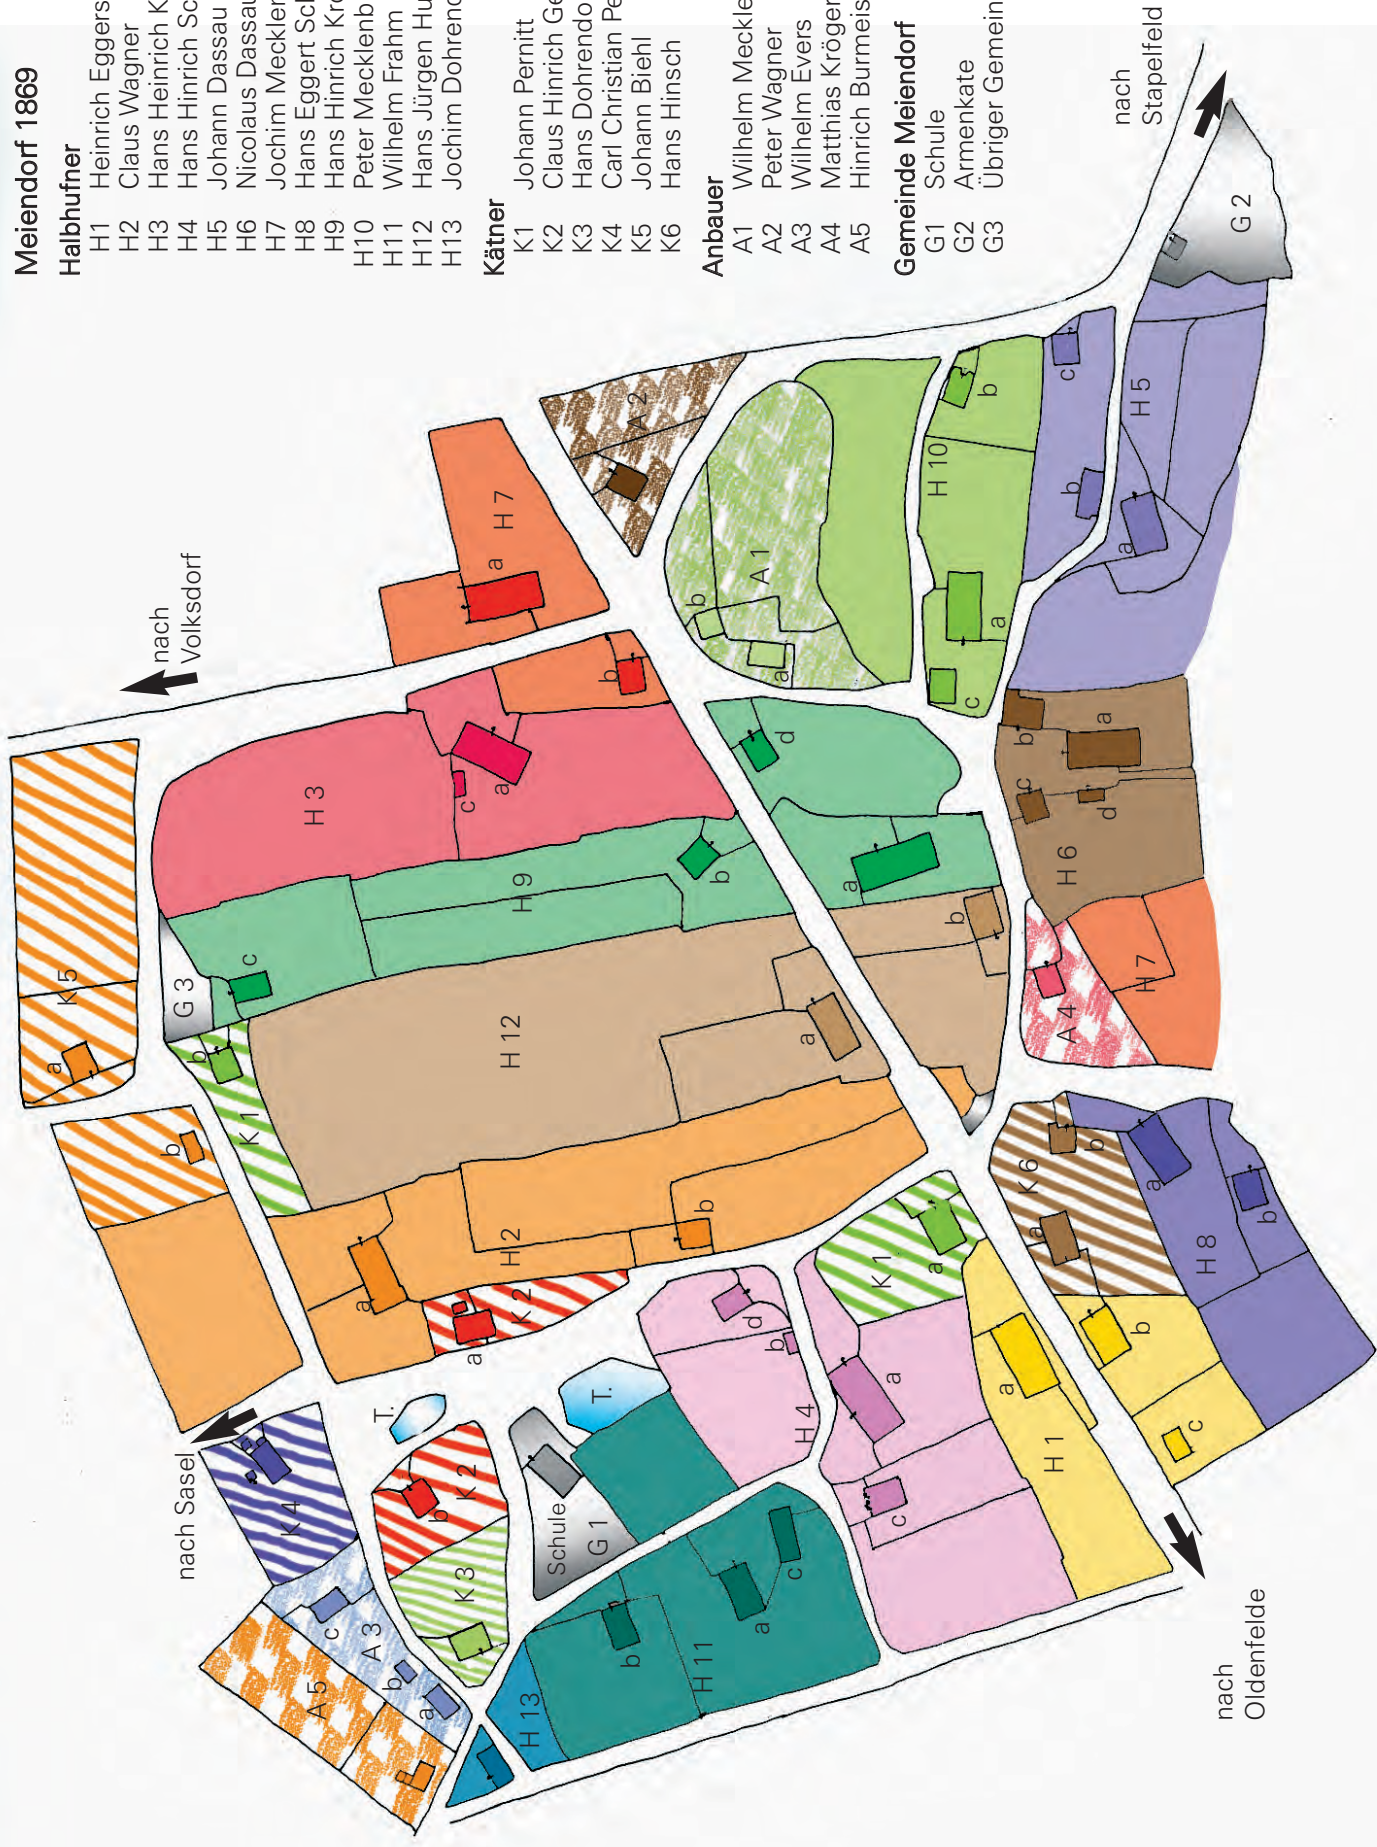 Meiendorf 1869
Halbhufner
H1 Heinrich Eggers
H2 Claus Wagner
H3 Hans Heinrich
H4 Hans Hinrich
H5 Johann Dassau
H6 Nicolaus Dassau
H7 Jochim Meckler
H8 Hans Eggert
H9 Hans Hinrich
H10 Peter Mecklenb
H11 Wilhelm Frahm
H12 Hans Jürgen
H13 Jochim Dohrend
Kätner
K1 Johann Pernitt
K2 Claus Hinrich
K3 Hans Dohrendo
K4 Carl Christian
K5 Johann Biehl
K6 Hans Hinsch
Anbauer
A1 Wilhelm Meckle
A2 Peter Wagner
A3 Wilhelm Evers
A4 Matthias Kröger
A5 Hinrich Burmeis
Gemeinde Meiendorf
G1 Schule
G2 Armenkate
G3 Übriger Gemein
nach
Stapelfeld
nach
Volksdorf
nach Sasel
nach
Oldenfelde
G 2
H 5
a
b
c
H 10
a
b
c
A 1
a
b
A 2
H 7
a
b
H 3
a
c
H 9
a
b
c
d
H 6
a
b
c
d
H 7
A 4
H 12
a
b
G 3
K 5
a
b
K 1
b
H 2
a
b
K 2
a
K 1
a
K 6
a
b
H 8
a
b
H 1
a
b
c
H 4
a
b
c
d
T.
T.
Schule
G 1
K 2
b
K 3
K 4
A 3
a
b
c
A 5
H 11
a
b
c
H 13